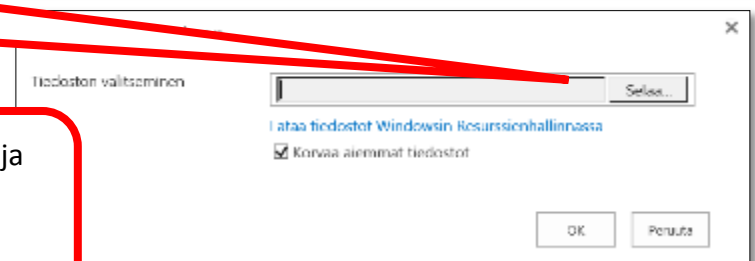 Tiedoston valitseminen
Selaa...
Lataa tiedostot Windowsin Resurssienhallinnassa
Korvaa aiemmat tiedostot
ja
OK
Peruuta